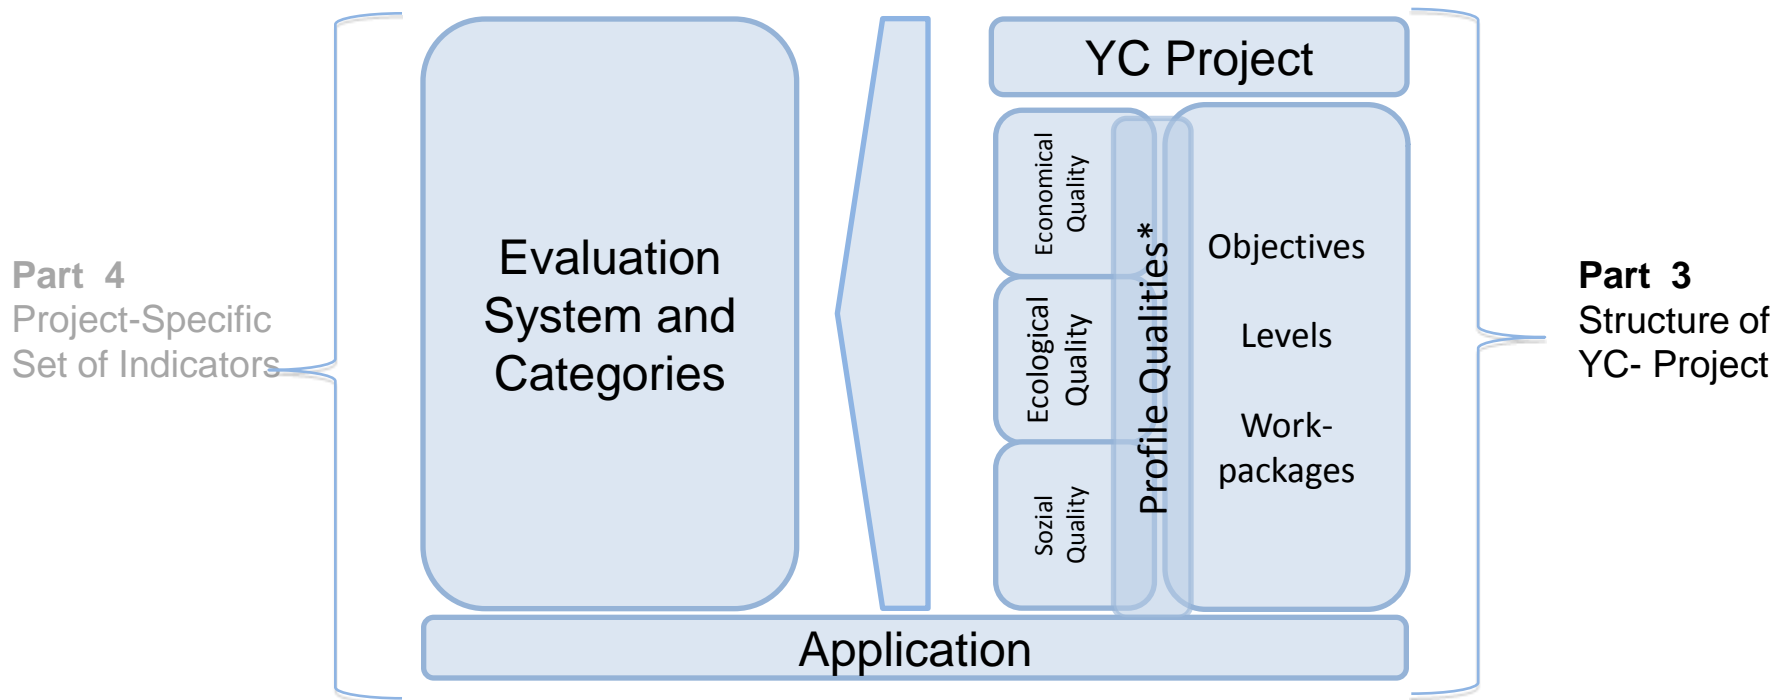 Part 4
Project-Specific
Set of Indicators
Evaluation
System and
Categories
YC Project
Economical
Quality
Ecological
Quality
Sozial
Quality
Profile Qualities*
Objectives
Levels
Work-
packages
Application
Part 3
Structure of
YC- Project